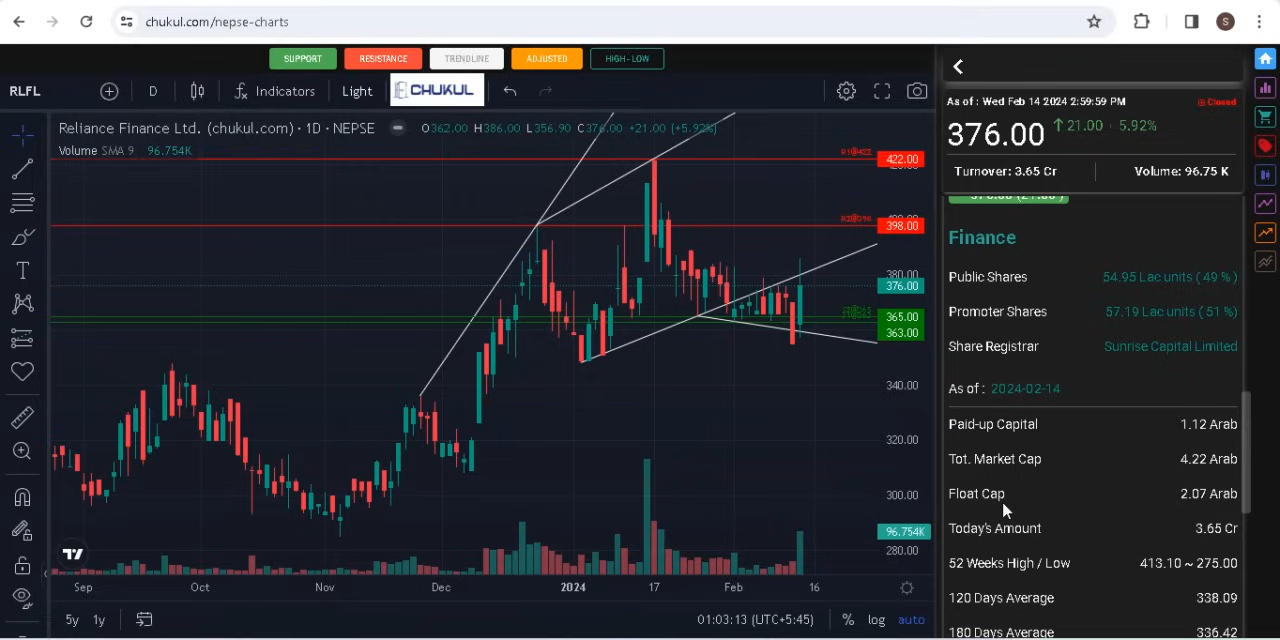 chukul.com/nepse-charts
S
SUPPORT RESISTANCE TRENDLINE ADJUSTED HIGH-LOW
RLFL D Indicators Light CHUKUL
Reliance Finance Ltd. (chukul.com) · 1D · NEPSE O362.00 H386.00 L356.90 C376.00 +21.00 (+5.92%)
Volume SMA 9 96.754K
422.00
398.00
380.00
376.00
365.00
363.00
340.00
320.00
300.00
96.754K
280.00
Sep Oct Nov Dec 2024 17 Feb 16
5y 1y 01:03:13 (UTC+5:45) % log auto
As of : Wed Feb 14 2024 2:59:59 PM Closed
376.00 21.00 5.92%
Turnover: 3.65 Cr Volume: 96.75 K
Finance
Public Shares 54.95 Lac units ( 49 % )
Promoter Shares 57.19 Lac units ( 51 % )
Share Registrar Sunrise Capital Limited
As of : 2024-02-14
Paid-up Capital 1.12 Arab
Tot. Market Cap 4.22 Arab
Float Cap 2.07 Arab
Today's Amount 3.65 Cr
52 Weeks High / Low 413.10 ~ 275.00
120 Days Average 338.09
180 Days Average 336.42